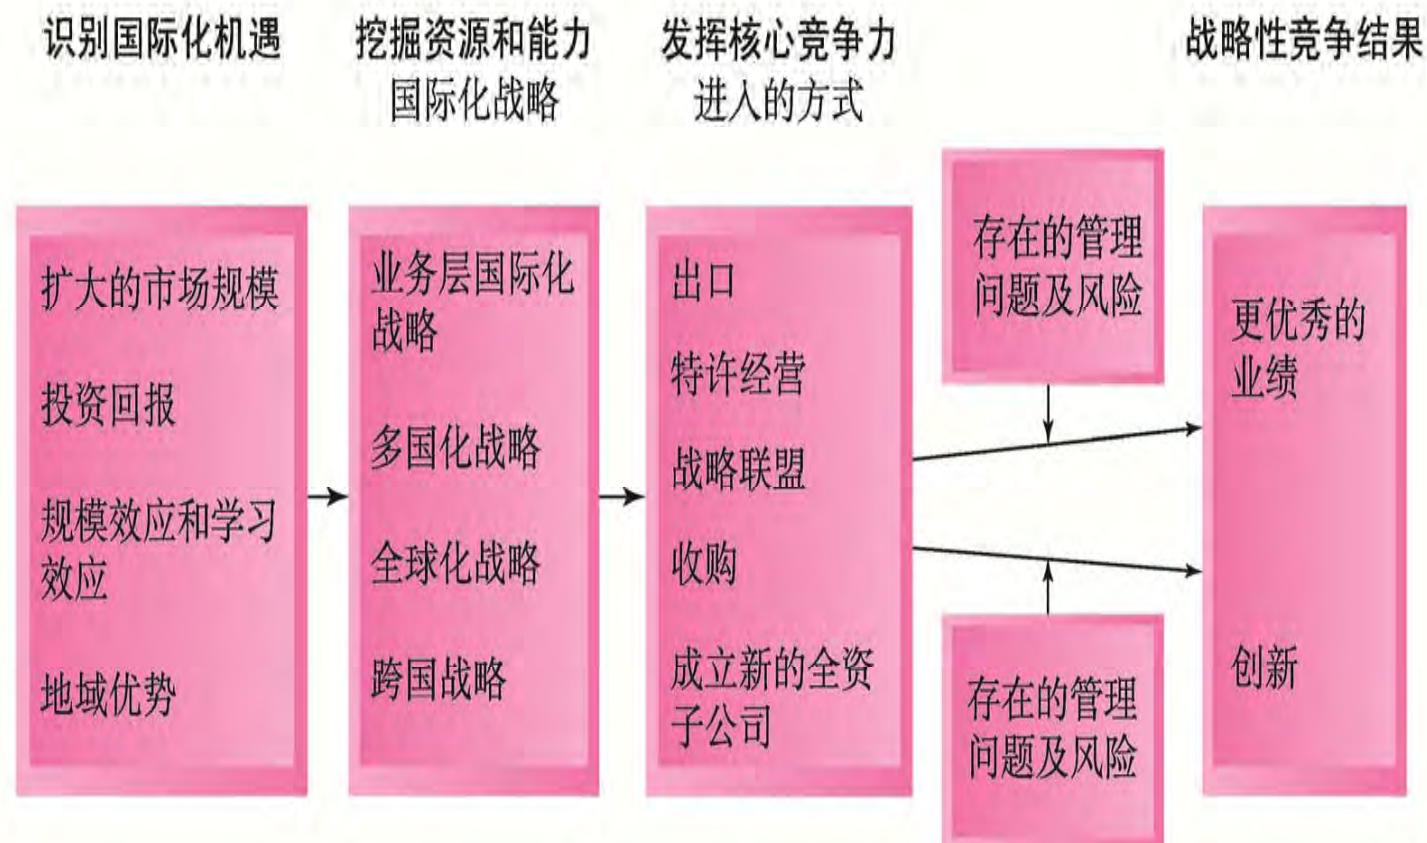 识别国际化机遇
挖掘资源和能力
国际化战略
发挥核心竞争力
进入的方式
战略性竞争结果
扩大的市场规模
投资回报
规模效应和学习
效应
地域优势
业务层国际化
战略
多国化战略
全球化战略
跨国战略
出口
特许经营
战略联盟
收购
成立新的全资
子公司
存在的管理
问题及风险
存在的管理
问题及风险
更优秀的
业绩
创新